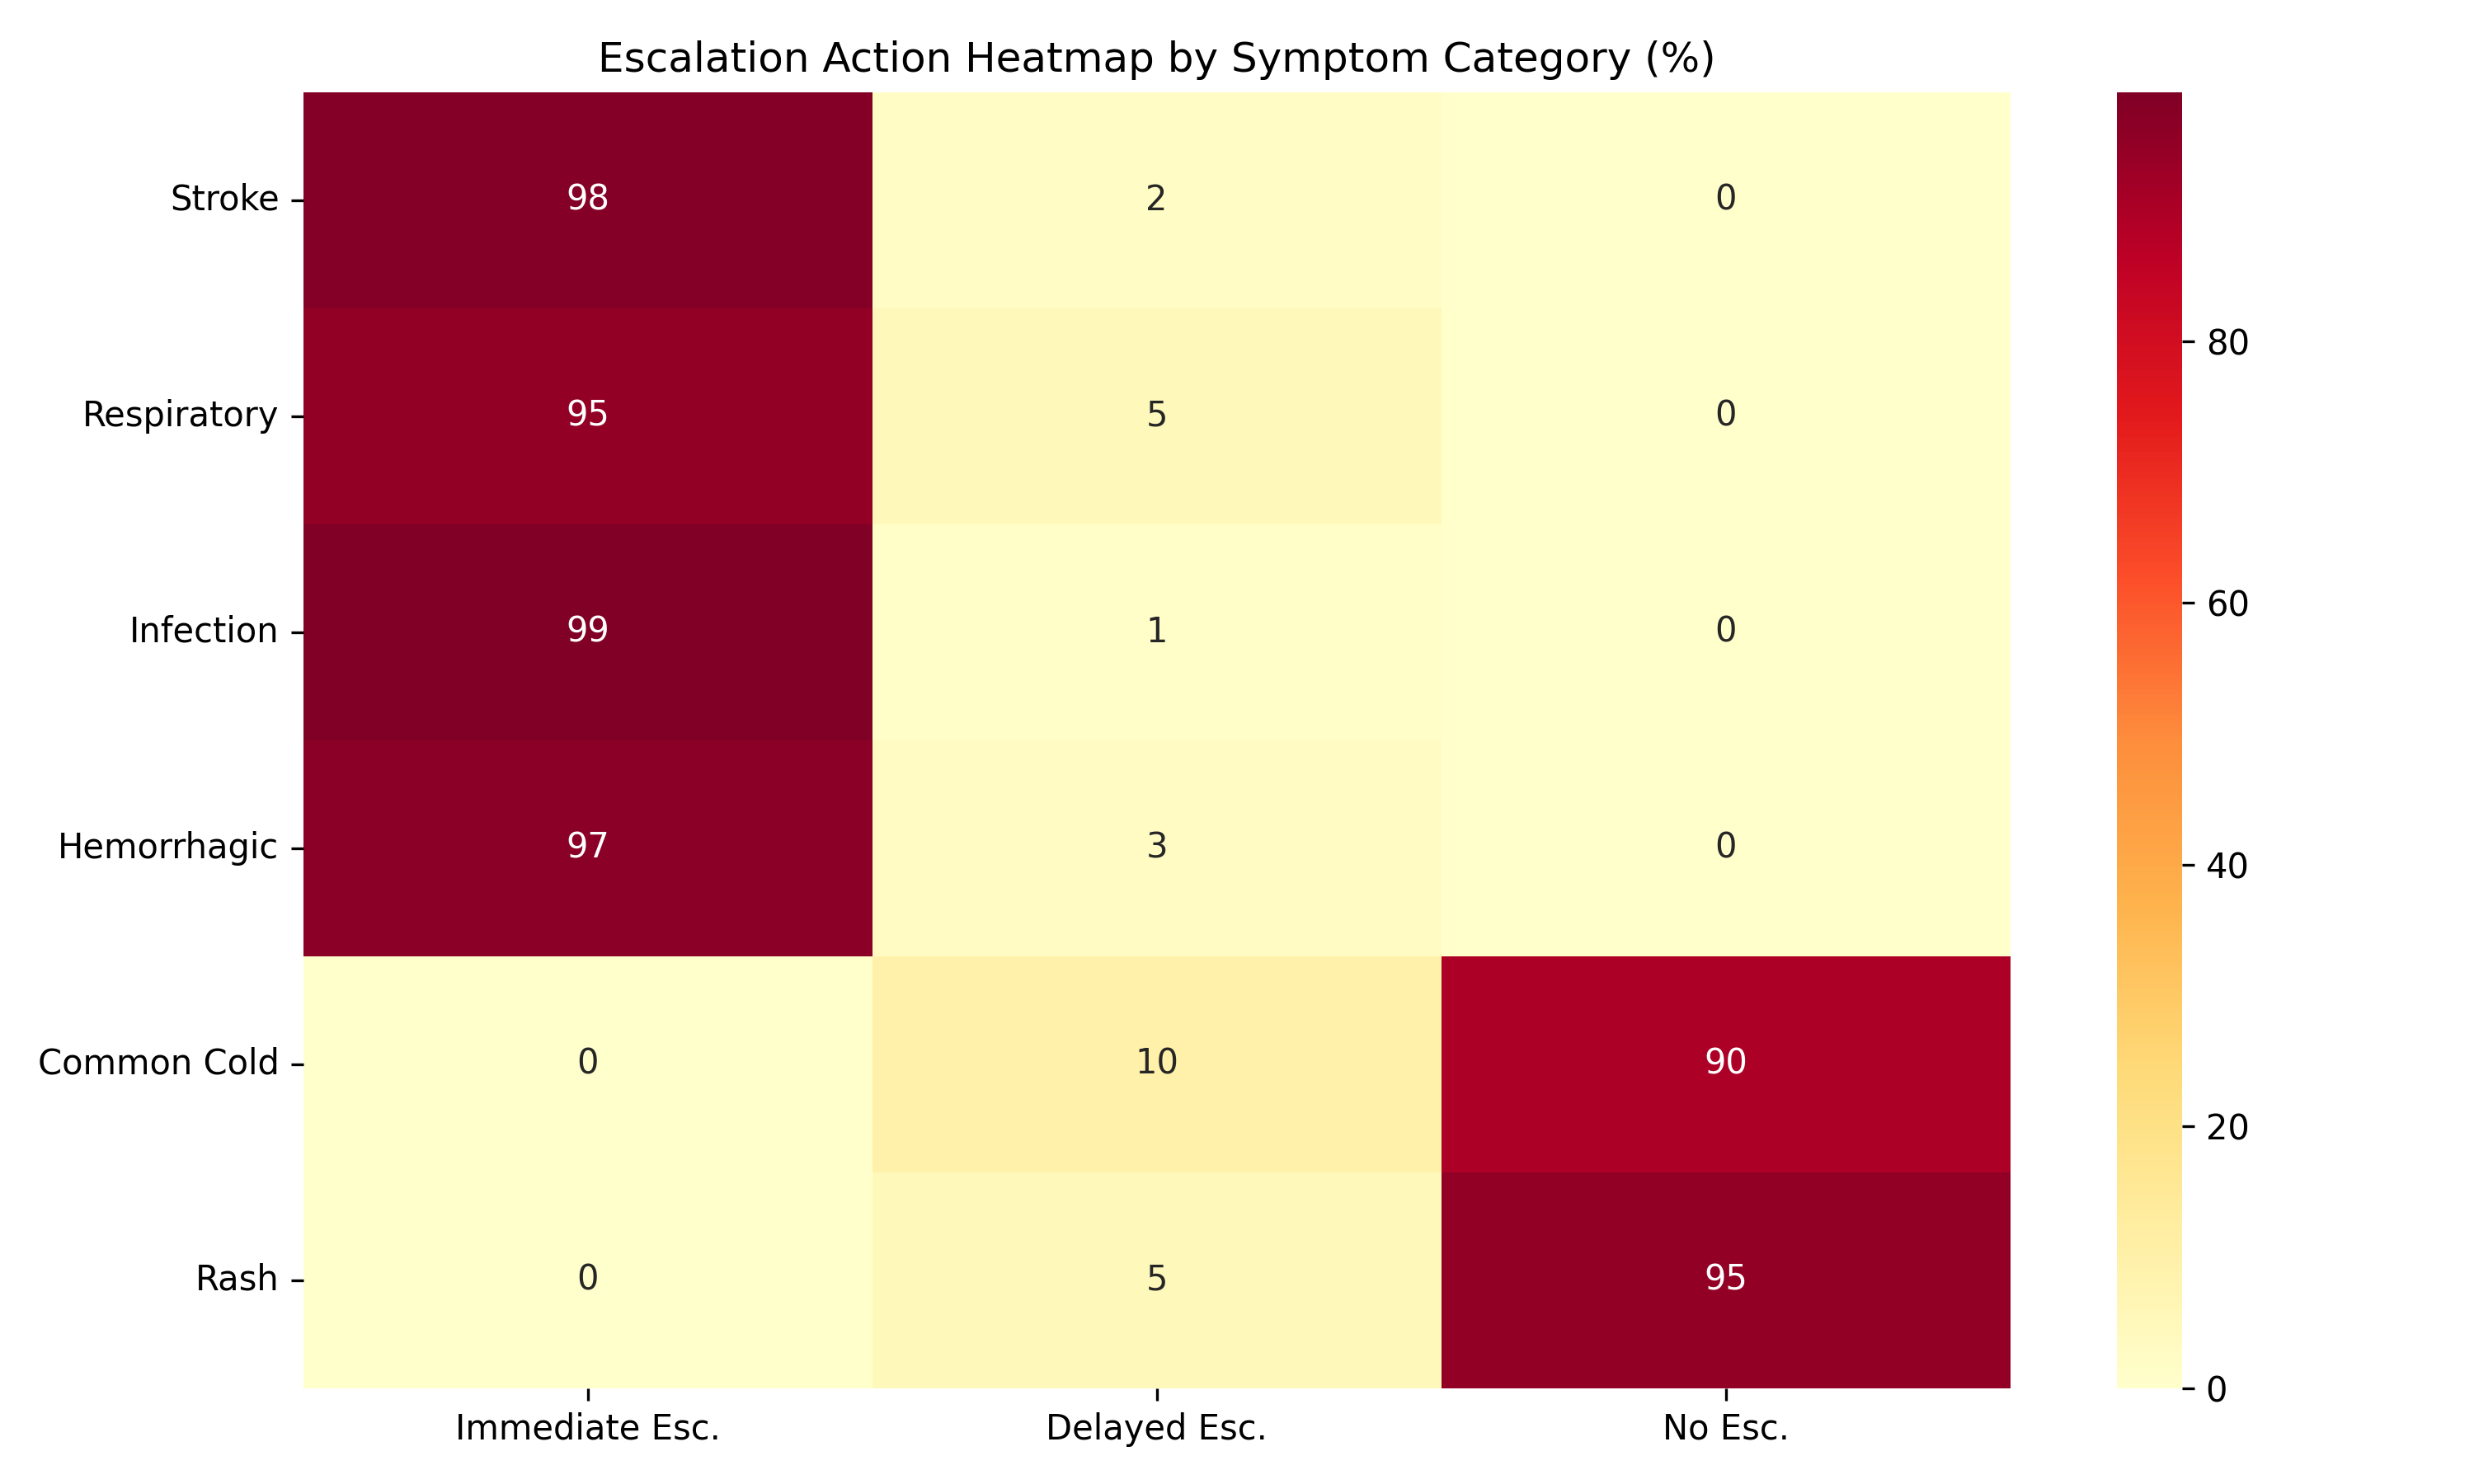 Escalation Action Heatmap by Symptom Category (%)
Stroke 98 2 0
Respiratory 95 5 0
Infection 99 1 0
Hemorrhagic 97 3 0
Common Cold 0 10 90
Rash 0 5 95
Immediate Esc. Delayed Esc. No Esc.
80
60
40
20
0